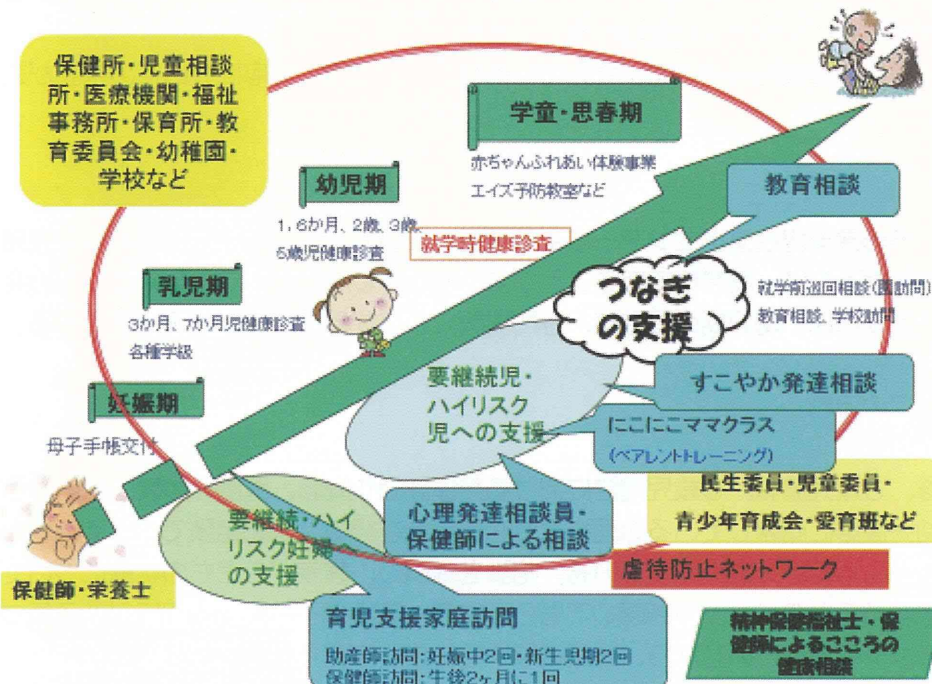 保健所・児童相談
所・医療機関・福祉
事務所・保育所・教
育委員会・幼稚園・
学校など
学童・思春期
赤ちゃんふれあい体験事業
エイズ予防教室など
教育相談
幼児期
1，6か月、2歳、3歳、
5歳児健康診査
就学時健康診査
つなぎ
の支援
就学前巡回相談(園訪問)
教育相談、学校訪問
乳児期
3か月、7か月児健康診査
各種学級
要継続児・
ハイリスク
児への支援
すこやか発達相談
にこにこママクラス
(ペアレントトレーニング)
妊娠期
母子手帳交付
民生委員・児童委員・
青少年育成会・愛育班など
心理発達相談員・
保健師による相談
要継続・ハイ
リスク妊婦へ
の支援
虐待防止ネットワーク
保健師・栄養士
育児支援家庭訪問
助産師訪問:妊娠中2回・新生児期2回
保健師訪問:生後2ヶ月に1回
精神保健福祉士・保
健師によるこころの
健康相談